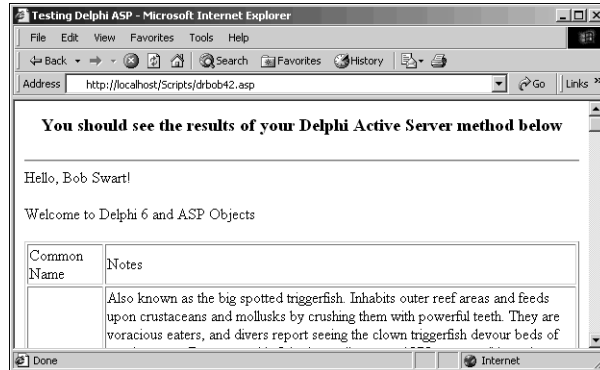 Testing Delphi ASP - Microsoft Internet Explorer
File Edit View Favorites Tools Help
Back Search Favorites History
Address http://localhost/Scripts/drbob42.asp Go Links »
You should see the results of your Delphi Active Server method below
Hello, Bob Swart!
Welcome to Delphi 6 and ASP Objects
Common
Name
Notes
Also known as the big spotted triggerfish. Inhabits outer reef areas and feeds
upon crustaceans and mollusks by crushing them with powerful teeth. They are
voracious eaters, and divers report seeing the clown triggerfish devour beds of
Done Internet